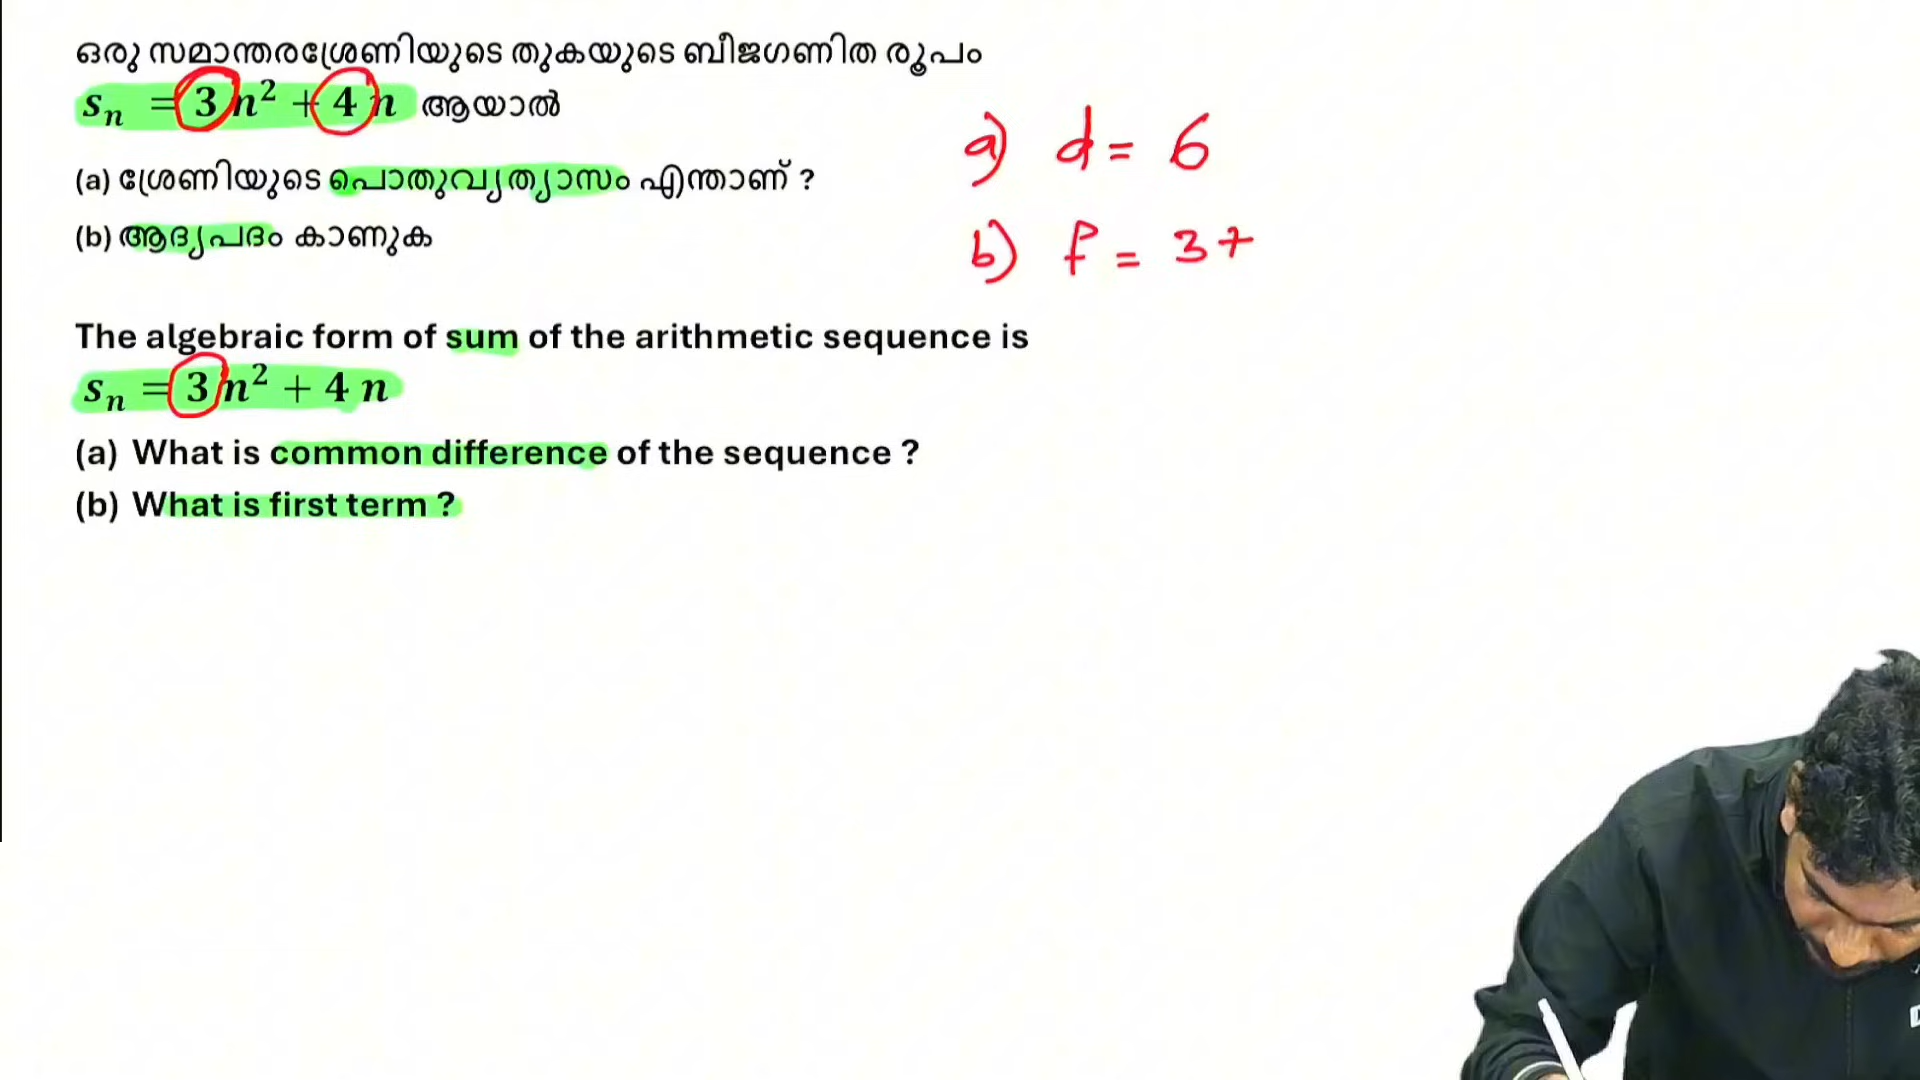 ഒരു സമാന്തരശ്രേണിയുടെ തുകയുടെ ബീജഗണിത രൂപം
sₙ = 3n² + 4n ആയാൽ
(a) ശ്രേണിയുടെ പൊതുവ്യത്യാസം എന്താണ് ?
(b) ആദ്യപദം കാണുക
The algebraic form of sum of the arithmetic sequence is
sₙ = 3n² + 4 n
(a) What is common difference of the sequence ?
(b) What is first term ?
a) d = 6
b) f = 3+